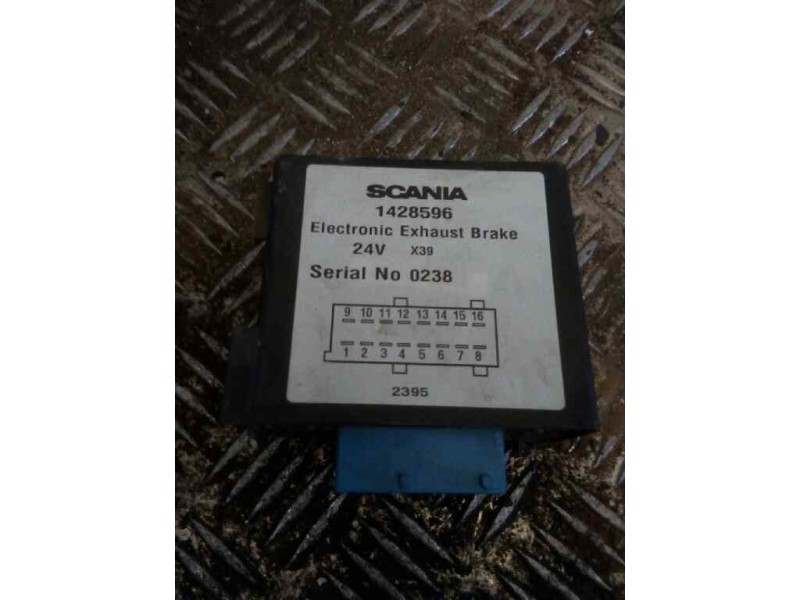 SCANIA
1428596
Electronic Exhaust Brake
24V X39
Serial No 0238
9 10 11 12 13 14 15 16
1 2 3 4 5 6 7 8
2395